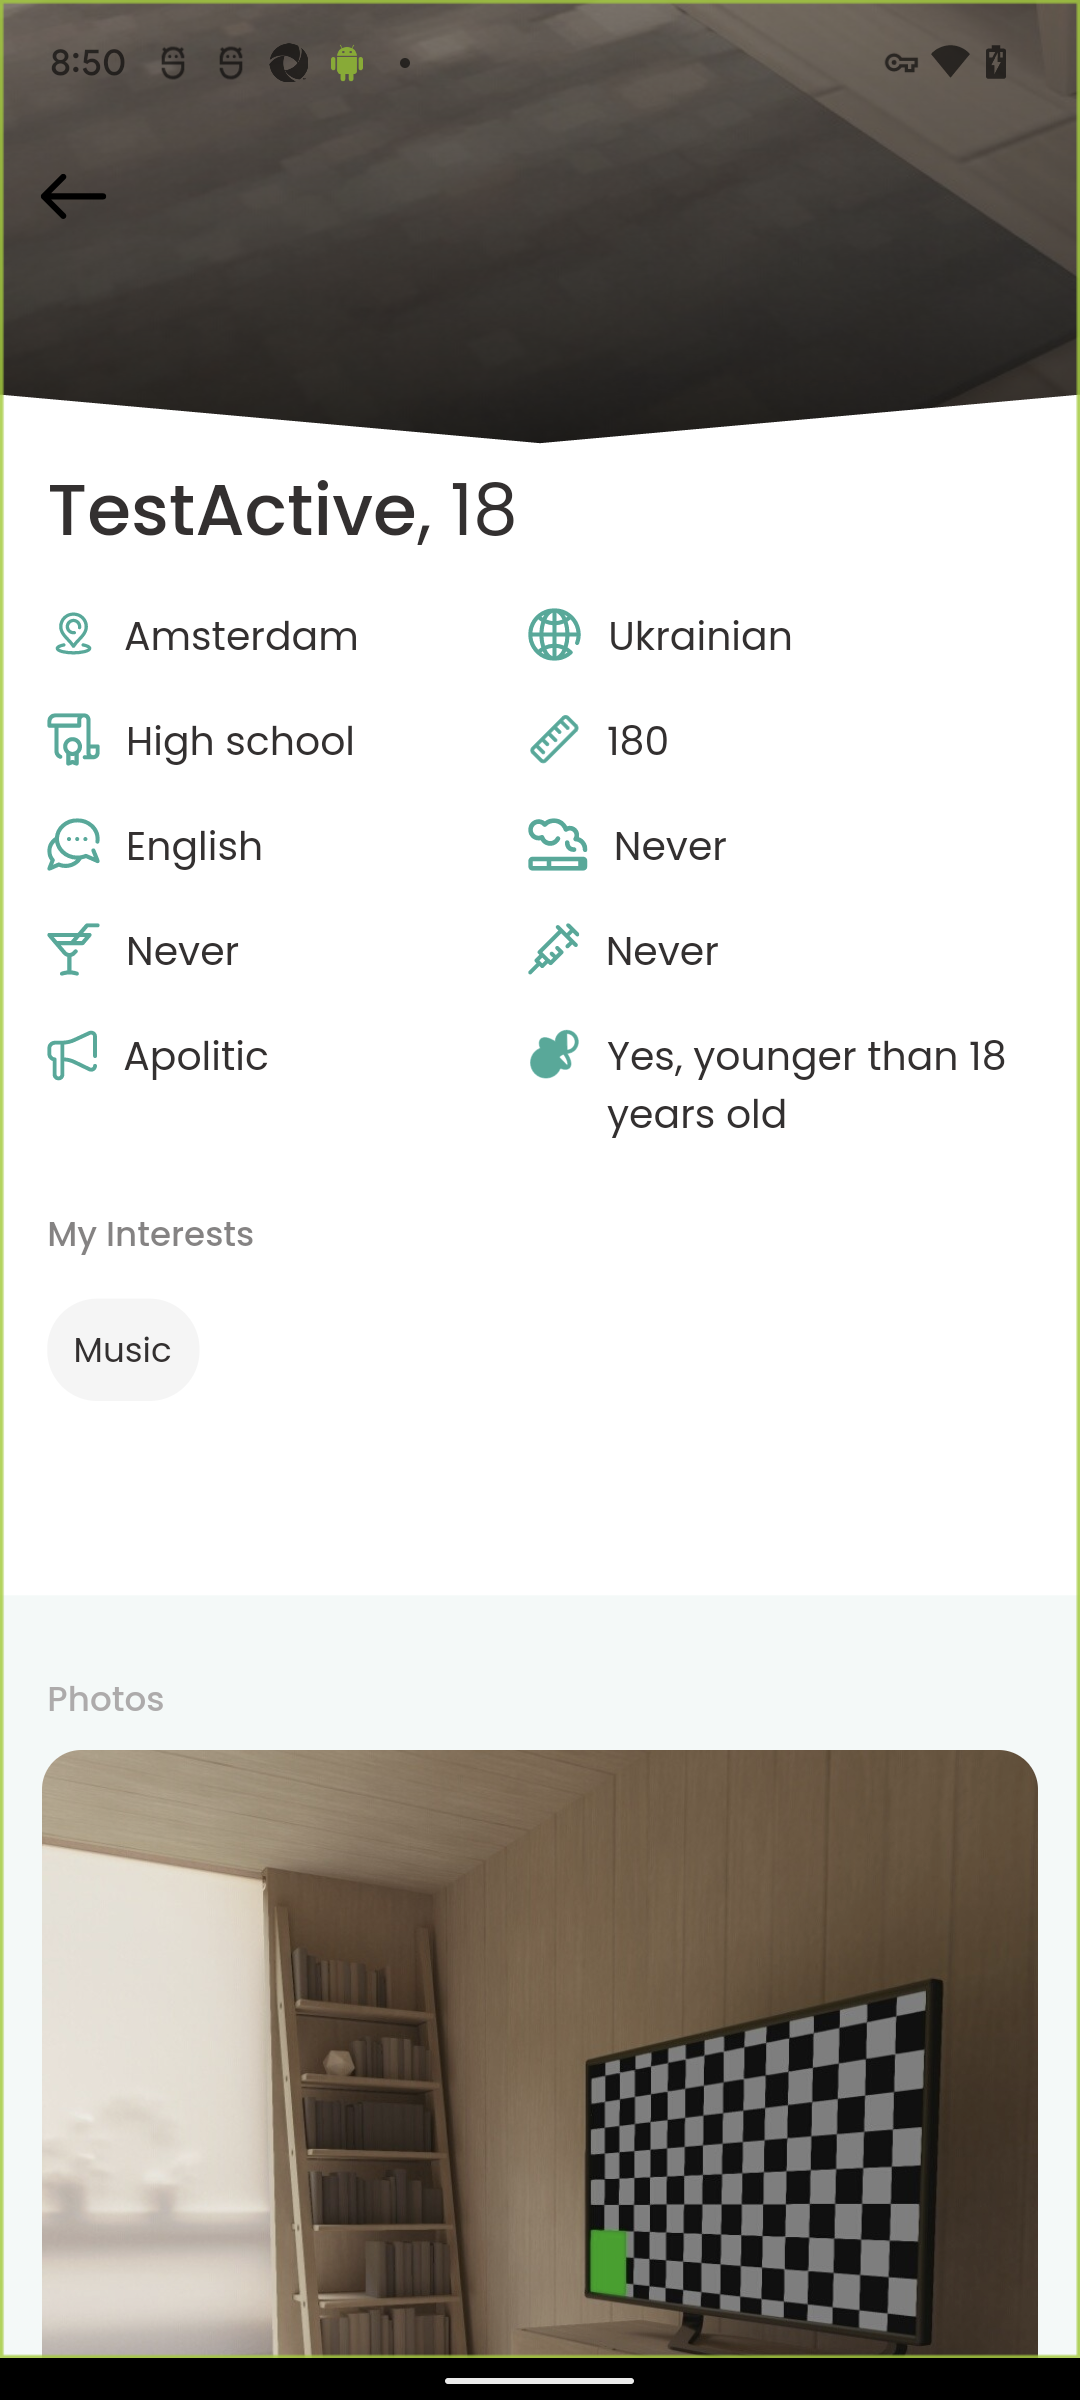 8:50
TestActive, 18
Amsterdam
Ukrainian
High school
180
English
Never
Never
Never
Apolitic
Yes, younger than 18
years old
My Interests
Music
Photos